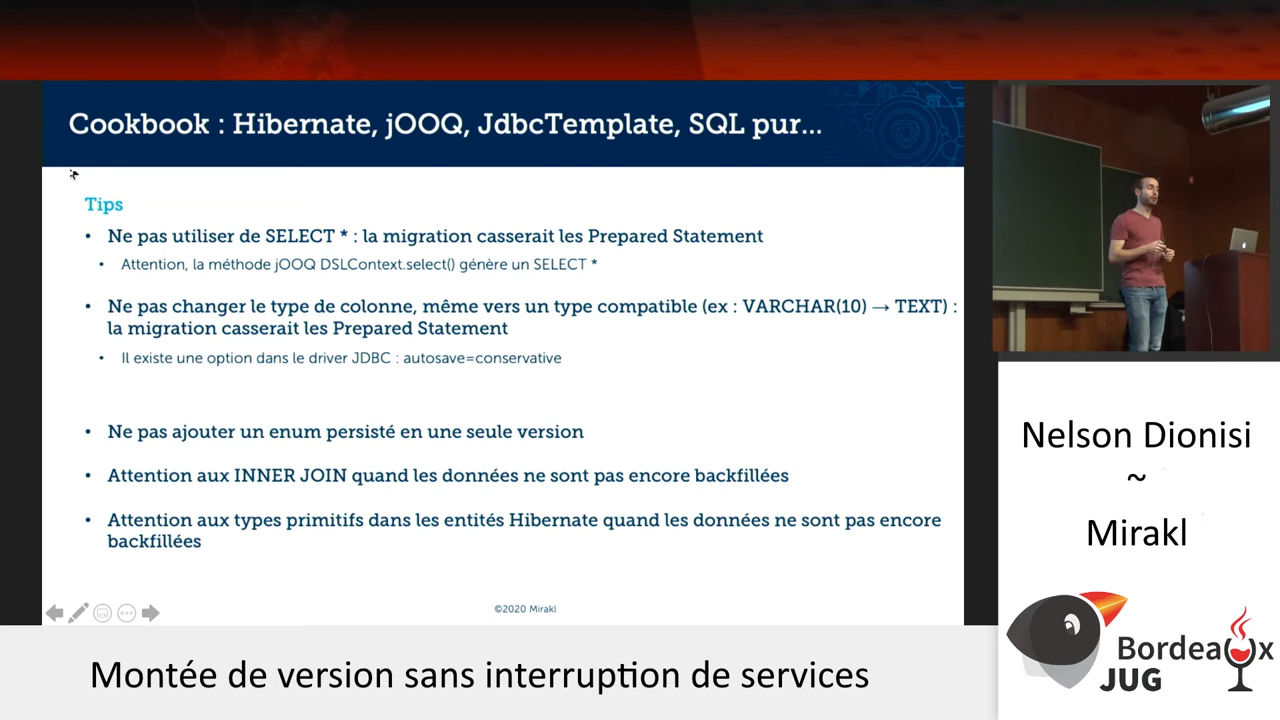 Cookbook : Hibernate, jOOQ, JdbcTemplate, SQL pur...
Tips
• Ne pas utiliser de SELECT * : la migration casserait les Prepared Statement
• Attention, la méthode jOOQ DSLContext.select() génère un SELECT *
• Ne pas changer le type de colonne, même vers un type compatible (ex : VARCHAR(10) → TEXT) :
la migration casserait les Prepared Statement
• Il existe une option dans le driver JDBC : autosave=conservative
• Ne pas ajouter un enum persisté en une seule version
• Attention aux INNER JOIN quand les données ne sont pas encore backfillées
• Attention aux types primitifs dans les entités Hibernate quand les données ne sont pas encore
backfillées
©2020 Mirakl
Nelson Dionisi
~
Mirakl
Bordeaux
JUG
Montée de version sans interruption de services